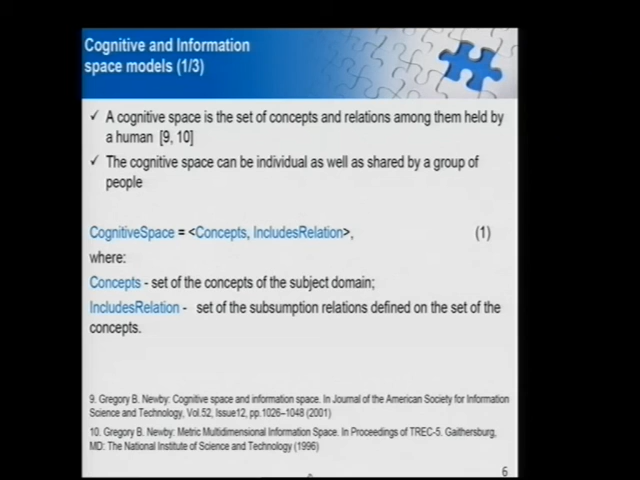 Cognitive and Information
space models (1/3)
✓ A cognitive space is the set of concepts and relations among them held by
a human [9, 10]
✓ The cognitive space can be individual as well as shared by a group of
people
CognitiveSpace = <Concepts, IncludesRelation>, (1)
where:
Concepts - set of the concepts of the subject domain;
IncludesRelation - set of the subsumption relations defined on the set of the
concepts.
9. Gregory B. Newby: Cognitive space and information space. In Journal of the American Society for Information
Science and Technology, Vol.52, Issue12, pp.1026–1048 (2001)
10. Gregory B. Newby: Metric Multidimensional Information Space. In Proceedings of TREC-5. Gaithersburg,
MD: The National Institute of Science and Technology (1996)
6